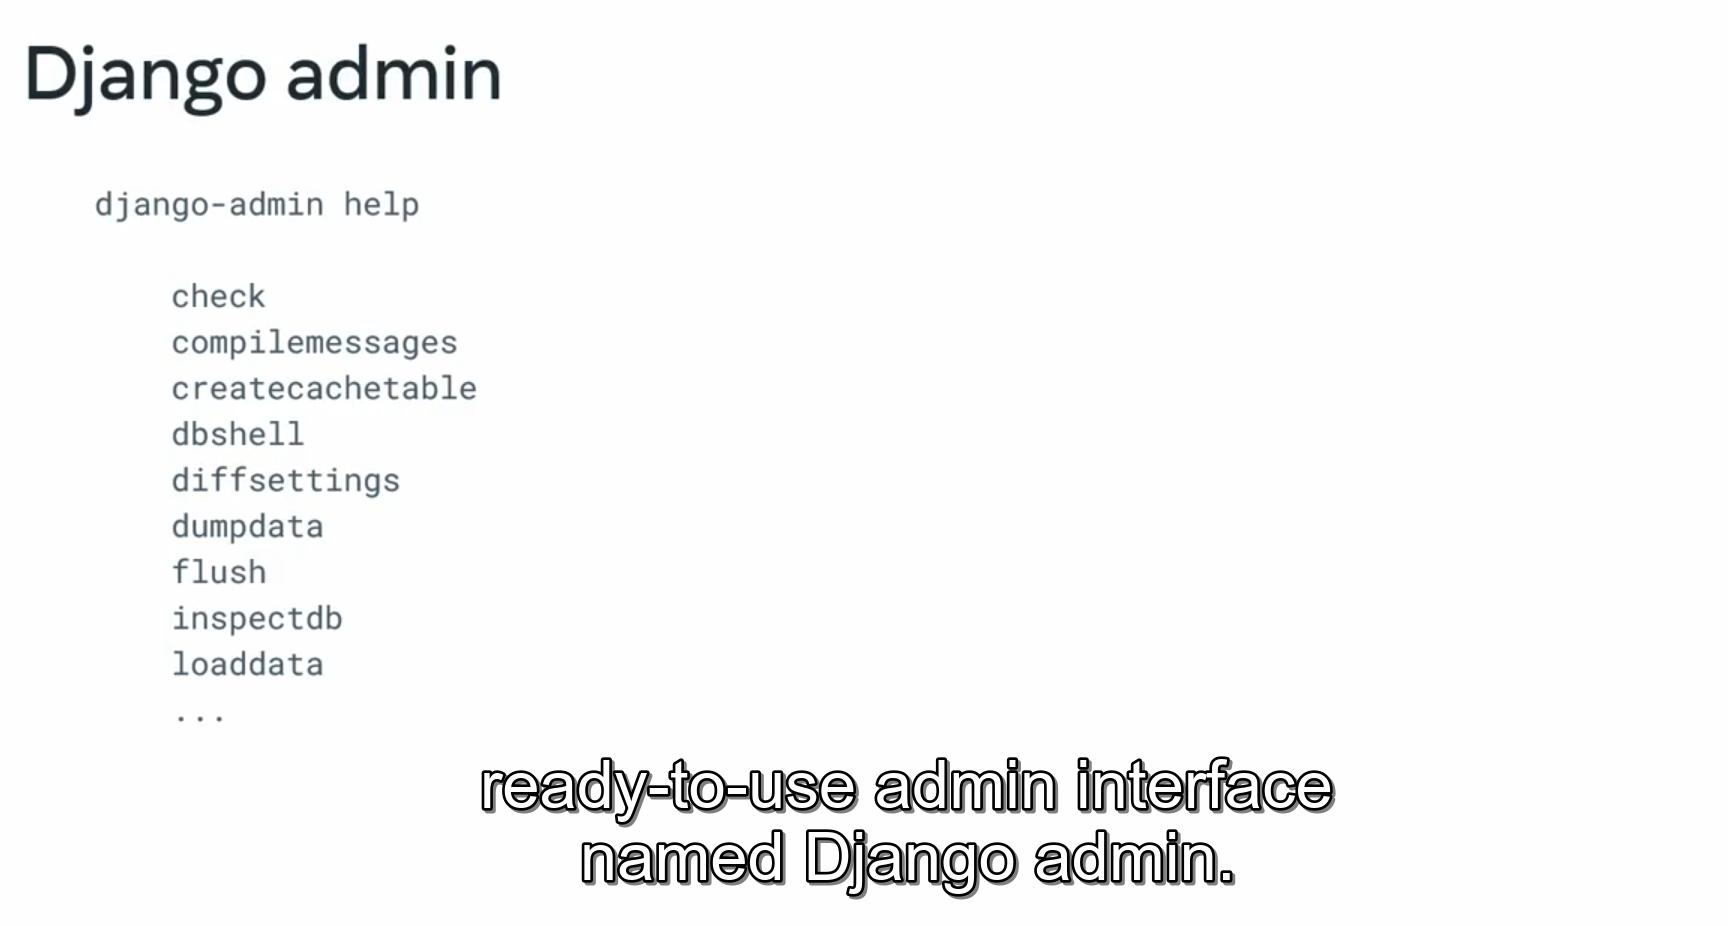 Django admin
django-admin help
check
compilemessages
createcachetable
dbshell
diffsettings
dumpdata
flush
inspectdb
loaddata
...
ready-to-use admin interface
named Django admin.